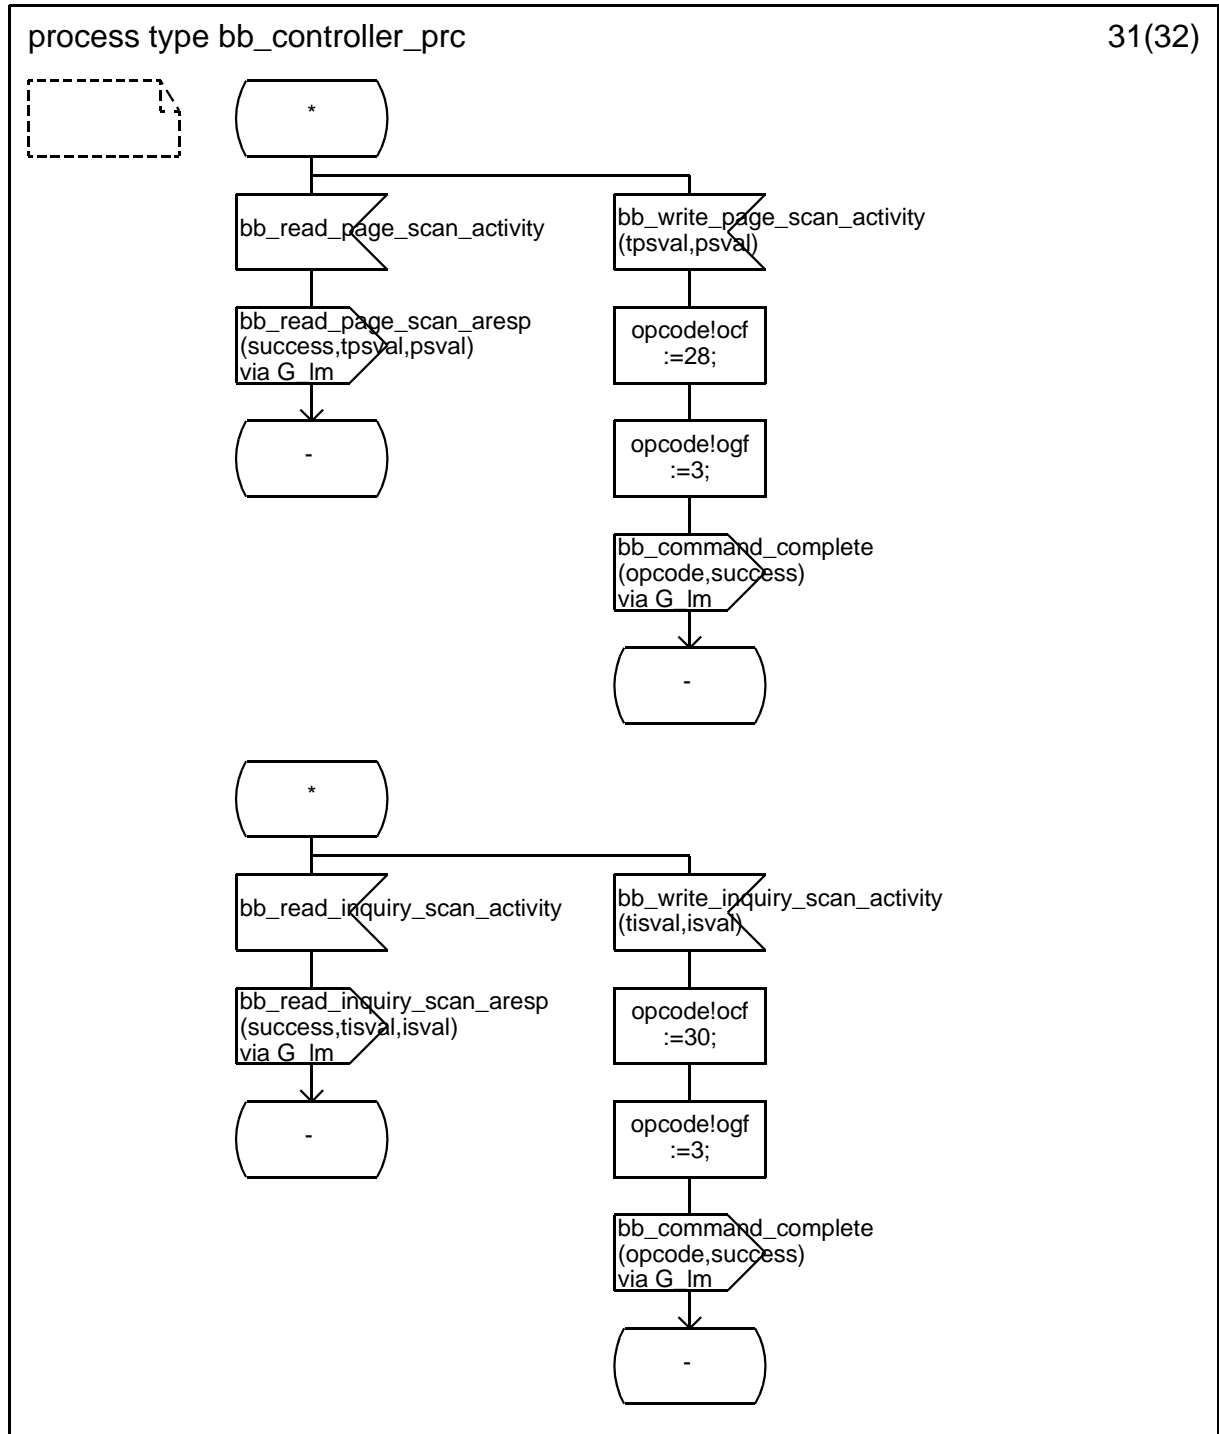 process type bb_controller_prc
31(32)
*
bb_read_page_scan_activity
bb_read_page_scan_aresp
(success,tpsval,psval)
via G_lm
-
bb_write_page_scan_activity
(tpsval,psval)
opcode!ocf
:=28;
opcode!ogf
:=3;
bb_command_complete
(opcode,success)
via G_lm
-
*
bb_read_inquiry_scan_activity
bb_read_inquiry_scan_aresp
(success,tisval,isval)
via G_lm
-
bb_write_inquiry_scan_activity
(tisval,isval)
opcode!ocf
:=30;
opcode!ogf
:=3;
bb_command_complete
(opcode,success)
via G_lm
-